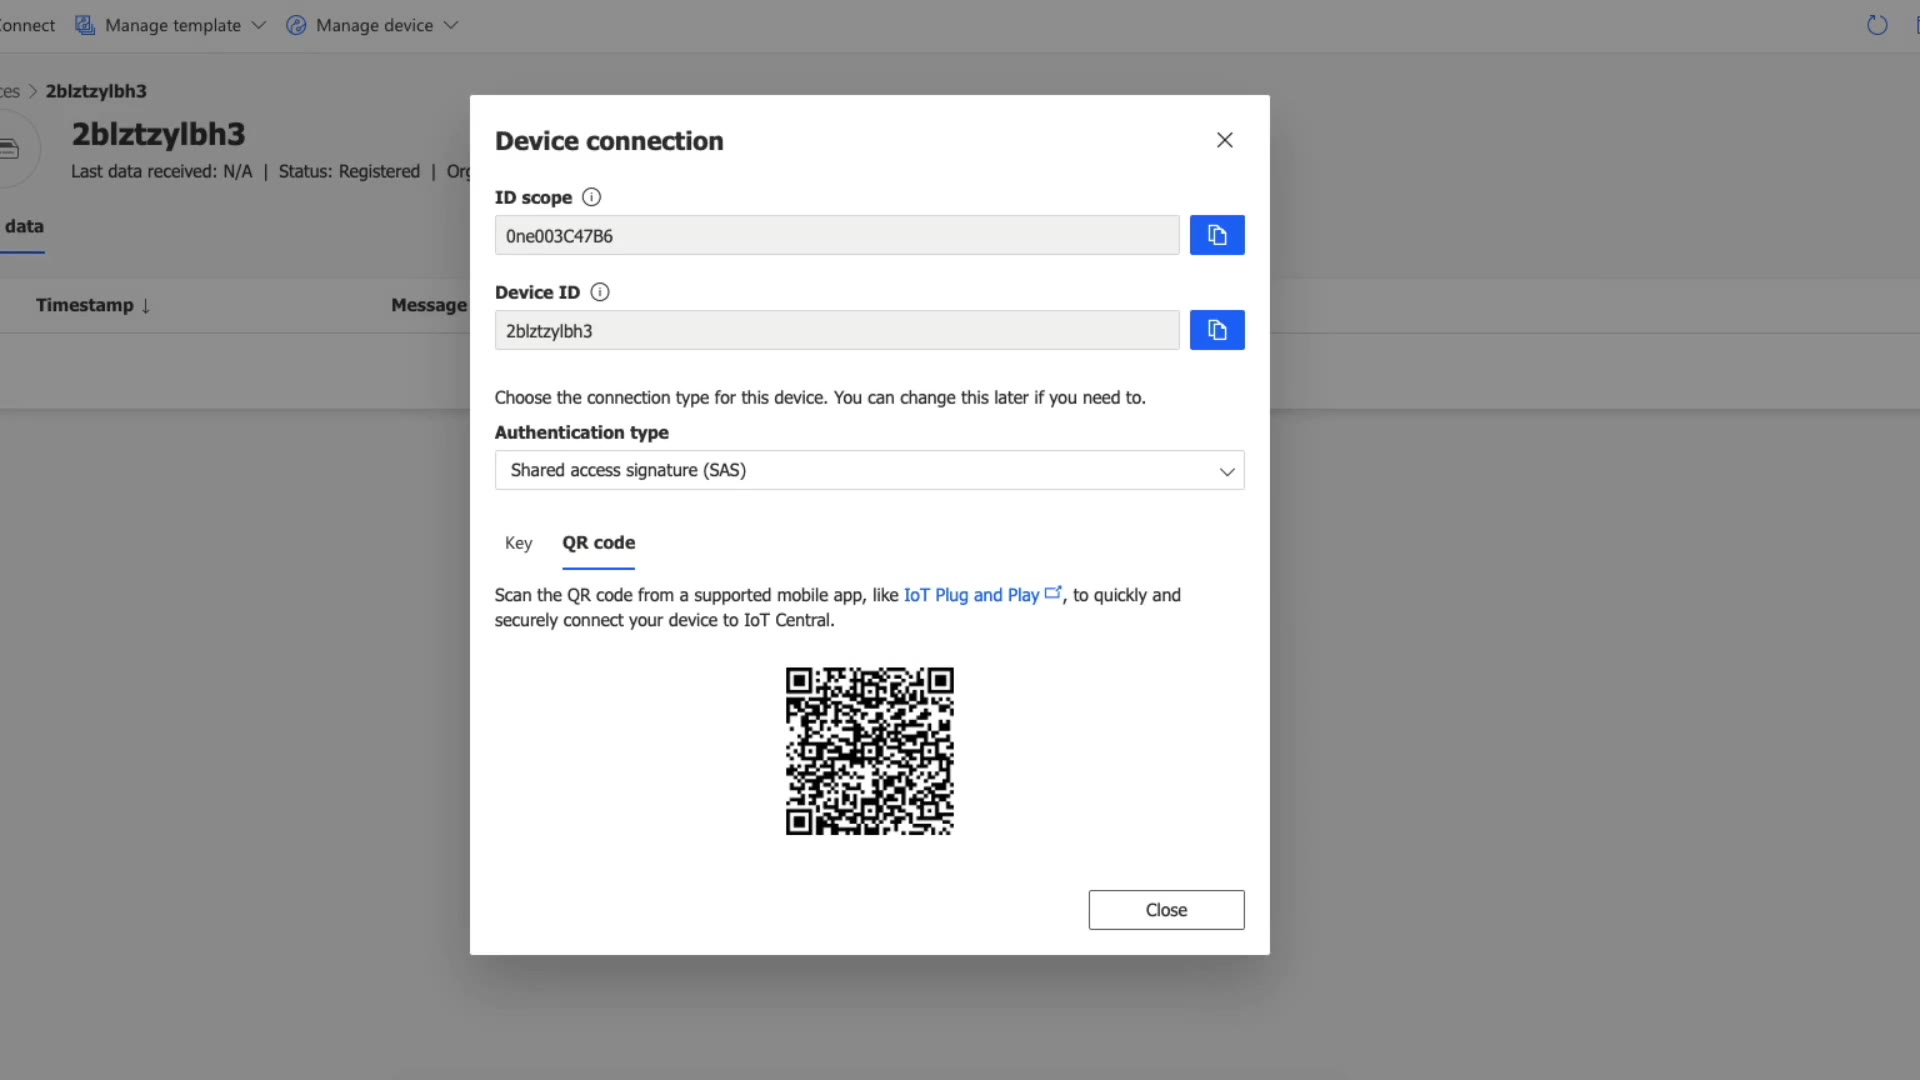 onnect Manage template Manage device
ces > 2blztzylbh3
2blztzylbh3
Last data received: N/A | Status: Registered | Org
data
Timestamp ↓ Message
Device connection
ID scope
0ne003C47B6
Device ID
2blztzylbh3
Choose the connection type for this device. You can change this later if you need to.
Authentication type
Shared access signature (SAS)
Key QR code
Scan the QR code from a supported mobile app, like IoT Plug and Play, to quickly and
securely connect your device to IoT Central.
Close